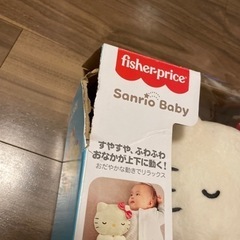 fisher-price
Sanrio Baby
すやすや、ふわふわ
おなかが上下に動く!
おだやかな動きでリラックス